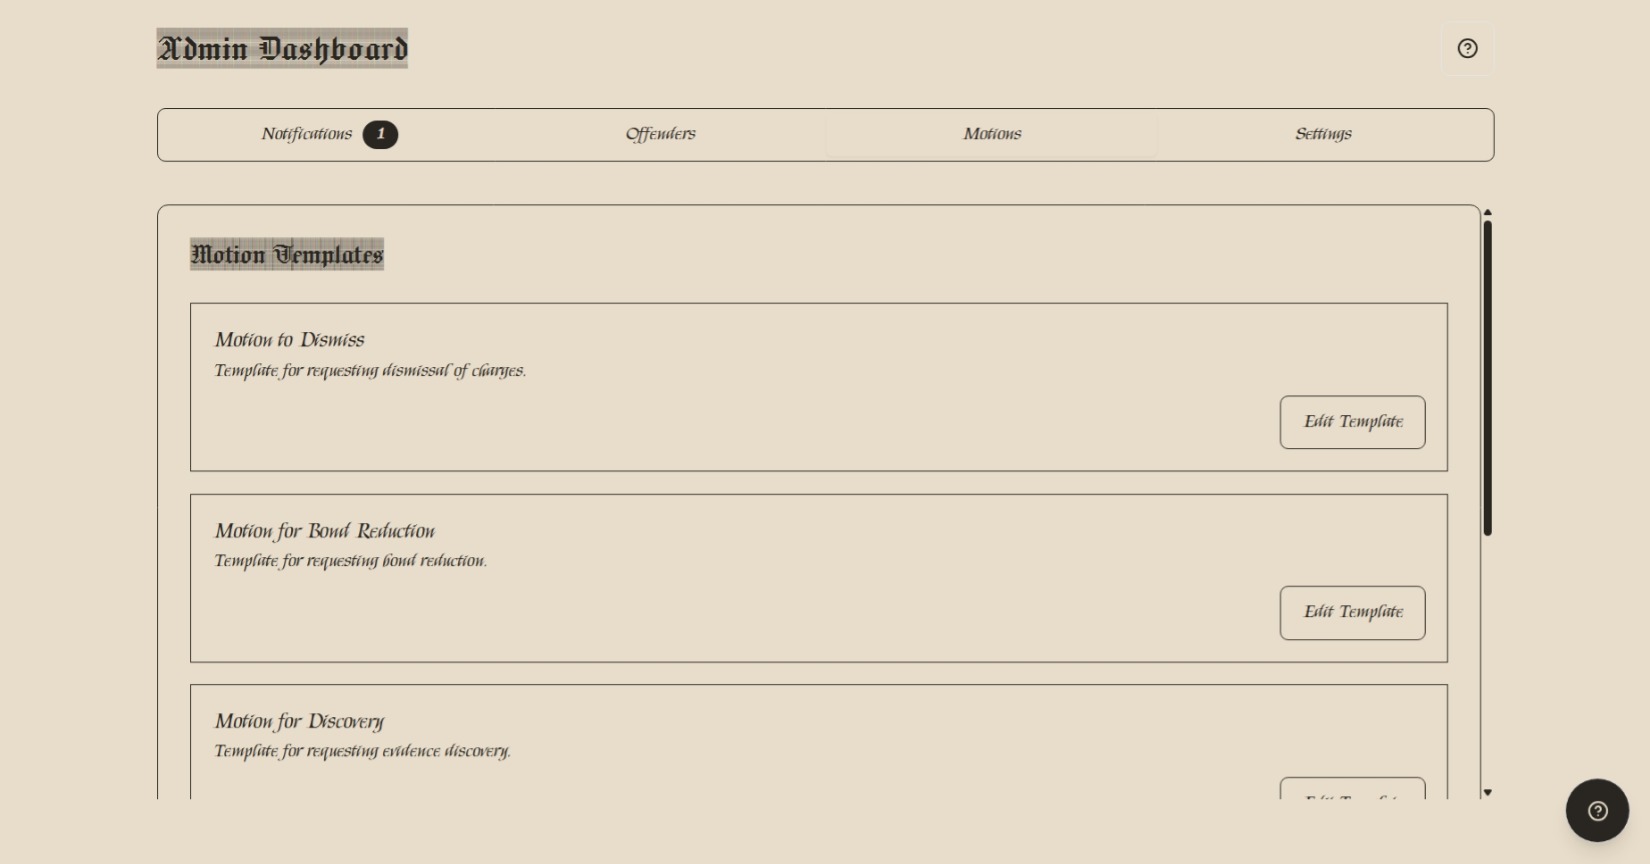 Admin Dashboard
Notifications 1
Offenders
Motions
Settings
Motion Templates
Motion to Dismiss
Template for requesting dismissal of charges.
Edit Template
Motion for Bond Reduction
Template for requesting bond reduction.
Edit Template
Motion for Discovery
Template for requesting evidence discovery.
Edit Template